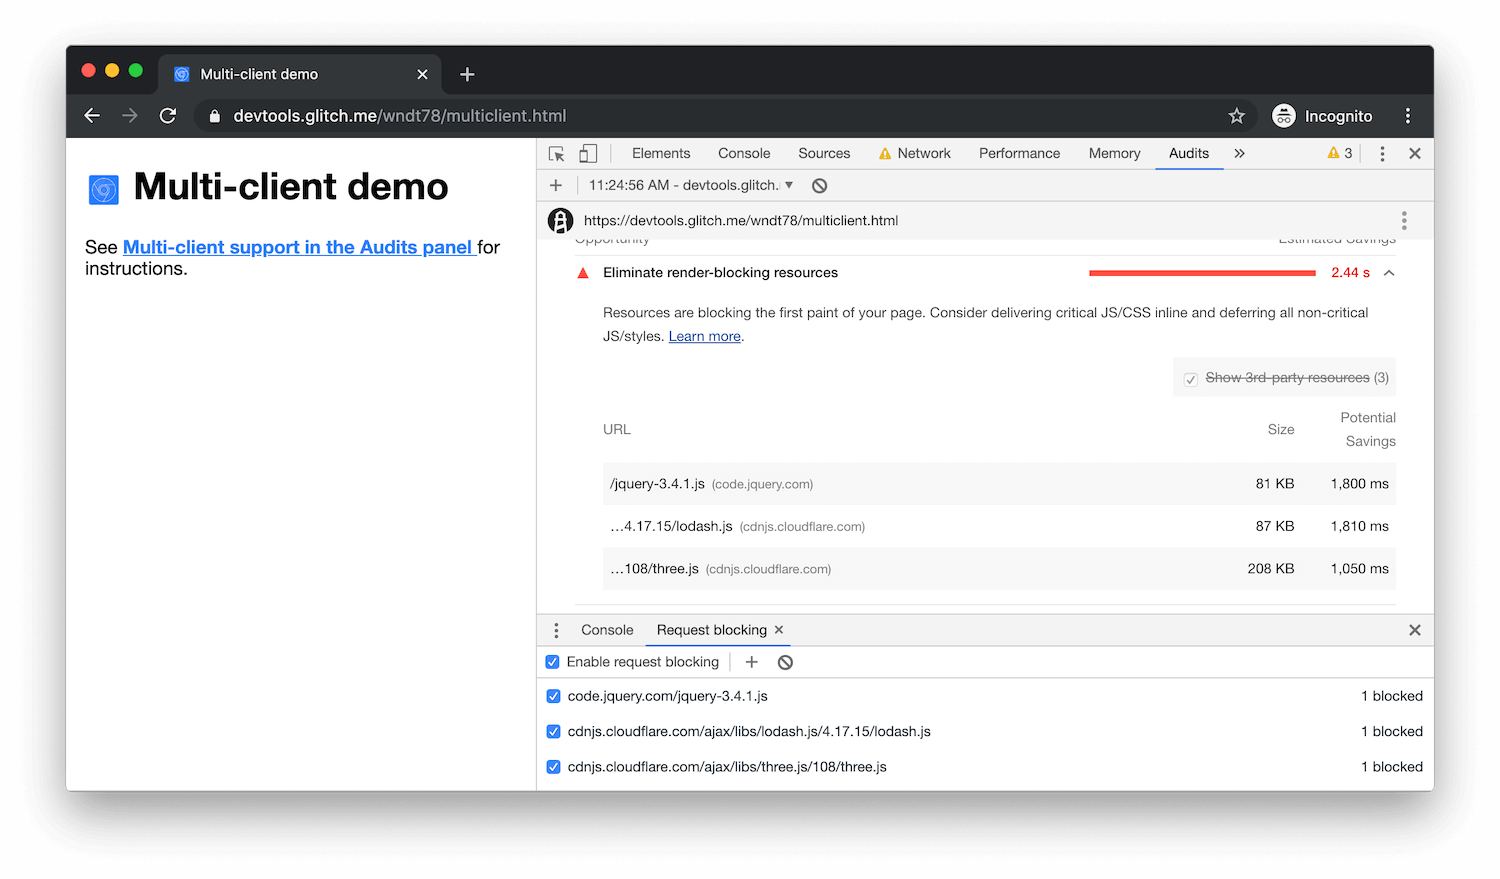 Multi-client demo
devtools.glitch.me/wndt78/multiclient.html
Incognito
Multi-client demo
See Multi-client support in the Audits panel for
instructions.
Elements Console Sources Network Performance Memory Audits » 3
11:24:56 AM - devtools.glitch.
https://devtools.glitch.me/wndt78/multiclient.html
Opportunity Estimated Savings
Eliminate render-blocking resources 2.44 s
Resources are blocking the first paint of your page. Consider delivering critical JS/CSS inline and deferring all non-critical
JS/styles. Learn more.
Show 3rd-party resources (3)
URL Size Potential
Savings
/jquery-3.4.1.js (code.jquery.com) 81 KB 1,800 ms
…4.17.15/lodash.js (cdnjs.cloudflare.com) 87 KB 1,810 ms
…108/three.js (cdnjs.cloudflare.com) 208 KB 1,050 ms
Console Request blocking
Enable request blocking
code.jquery.com/jquery-3.4.1.js 1 blocked
cdnjs.cloudflare.com/ajax/libs/lodash.js/4.17.15/lodash.js 1 blocked
cdnjs.cloudflare.com/ajax/libs/three.js/108/three.js 1 blocked